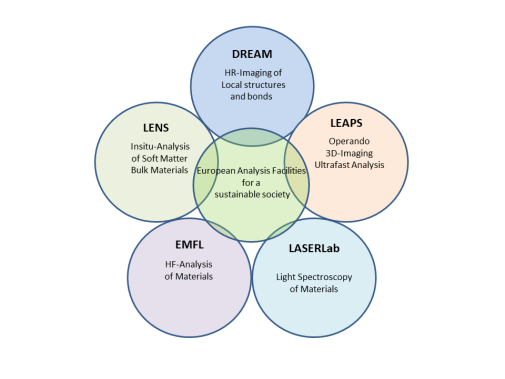 DREAM
HR-Imaging of
Local structures
and bonds
LENS
Insitu-Analysis
of Soft Matter
Bulk Materials
LEAPS
Operando
3D-Imaging
Ultrafast Analysis
European Analysis Facilities
for a
sustainable society
EMFL
HF-Analysis
of Materials
LASERLab
Light Spectroscopy
of Materials